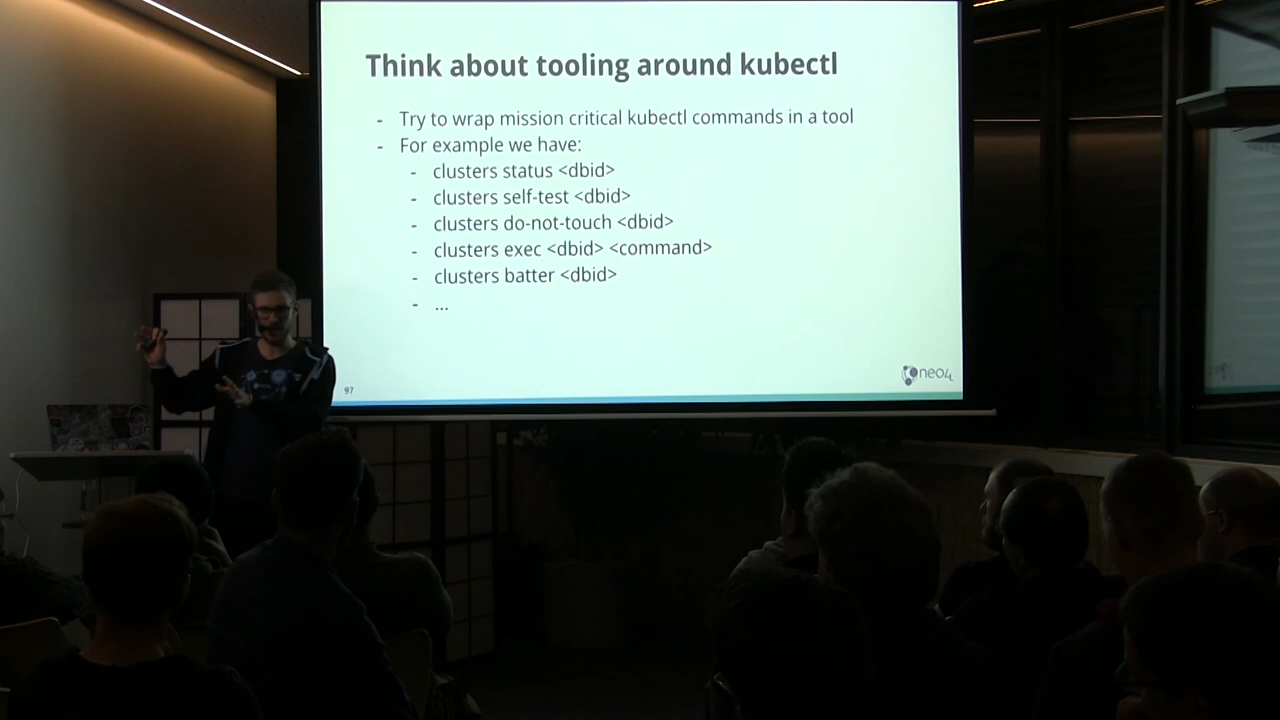 Think about tooling around kubectl
- Try to wrap mission critical kubectl commands in a tool
- For example we have:
- clusters status <dbid>
- clusters self-test <dbid>
- clusters do-not-touch <dbid>
- clusters exec <dbid> <command>
- clusters batter <dbid>
- ...
97
neo4j